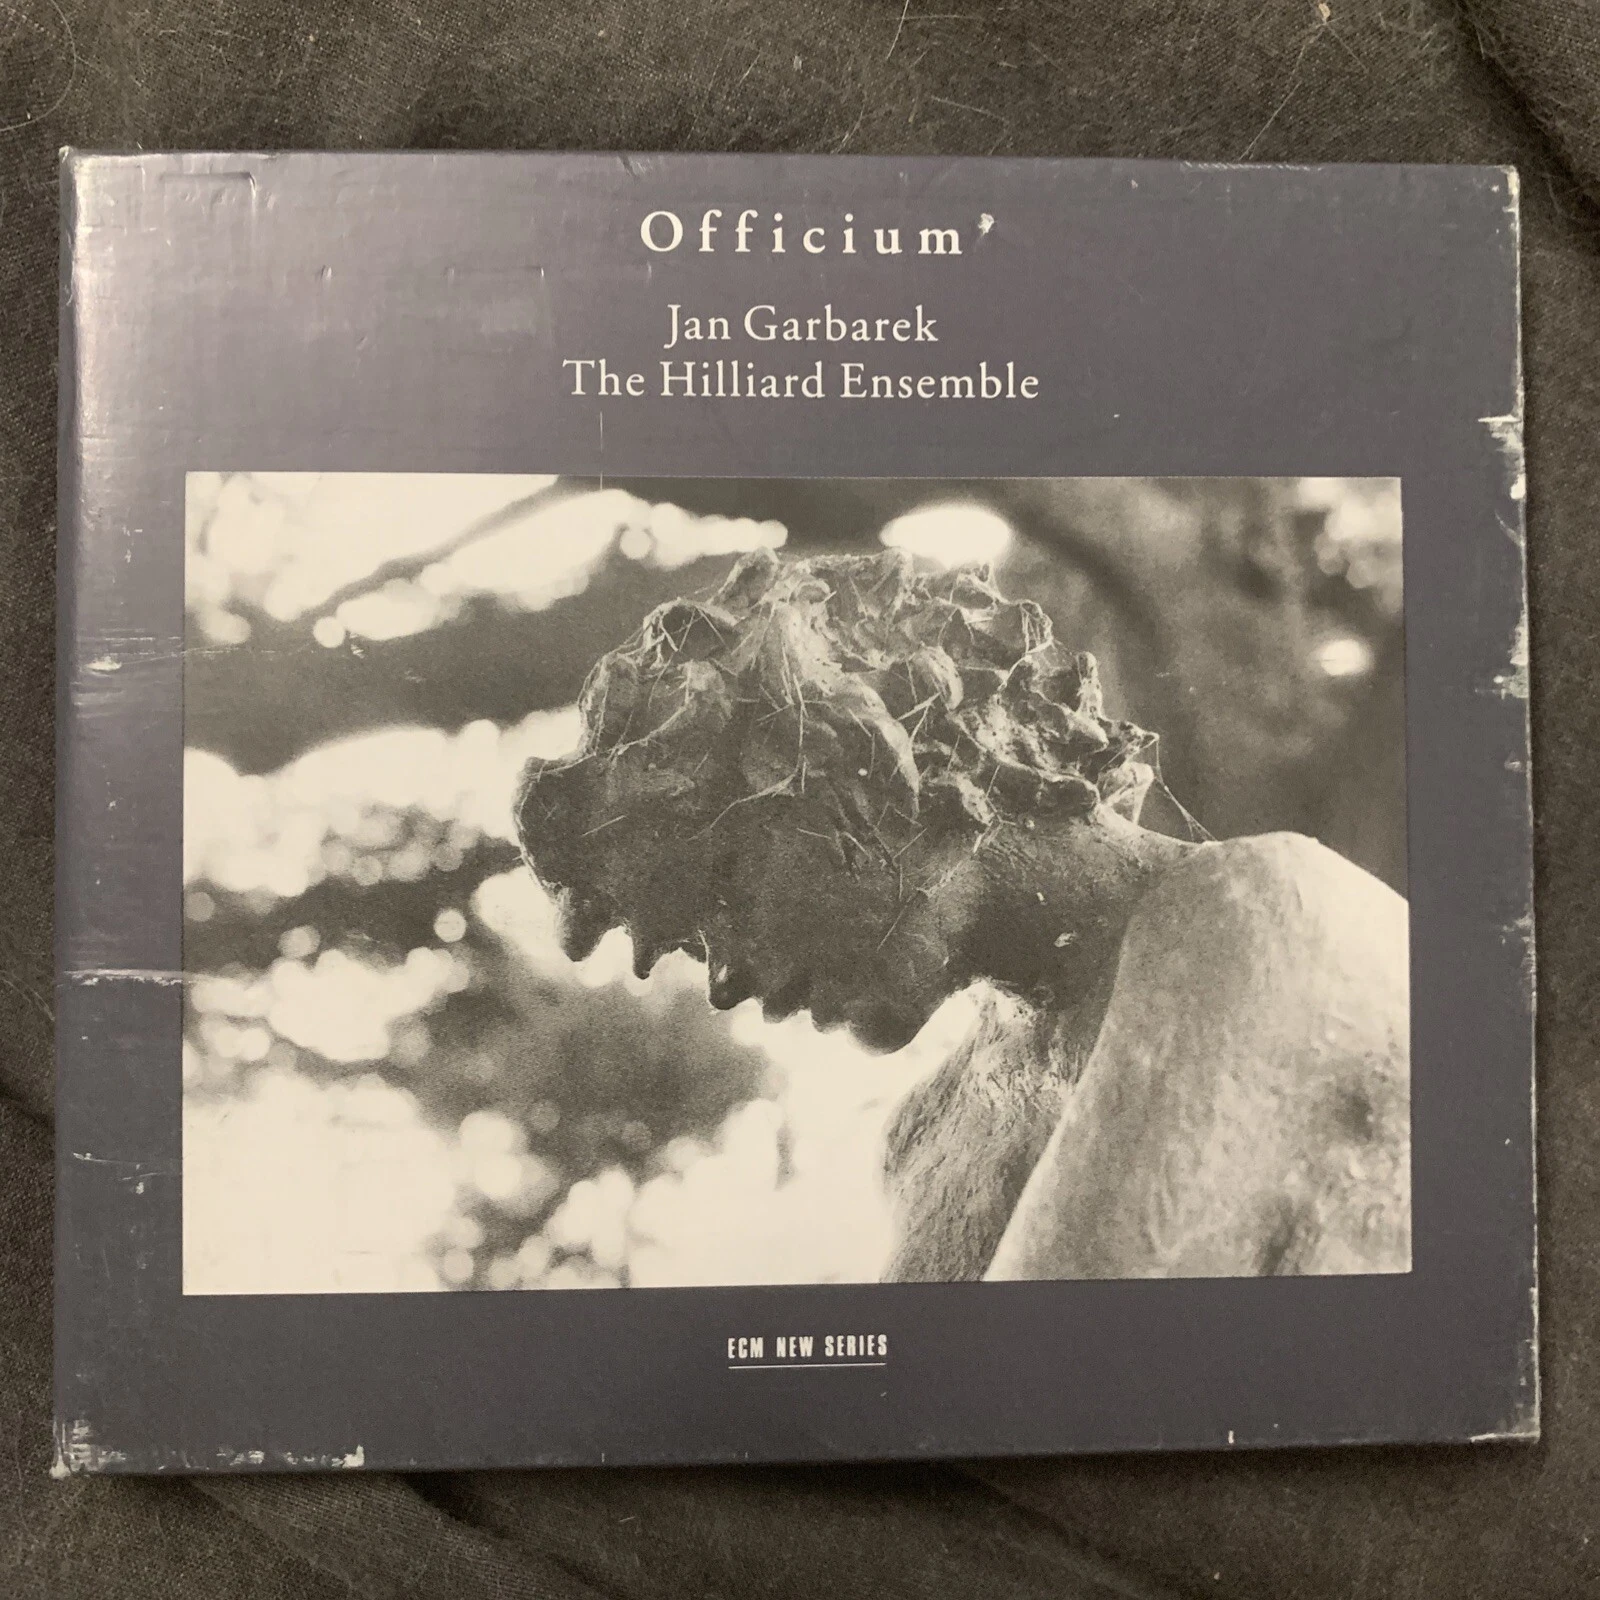 Officium
Jan Garbarek
The Hilliard Ensemble
ECM NEW SERIES